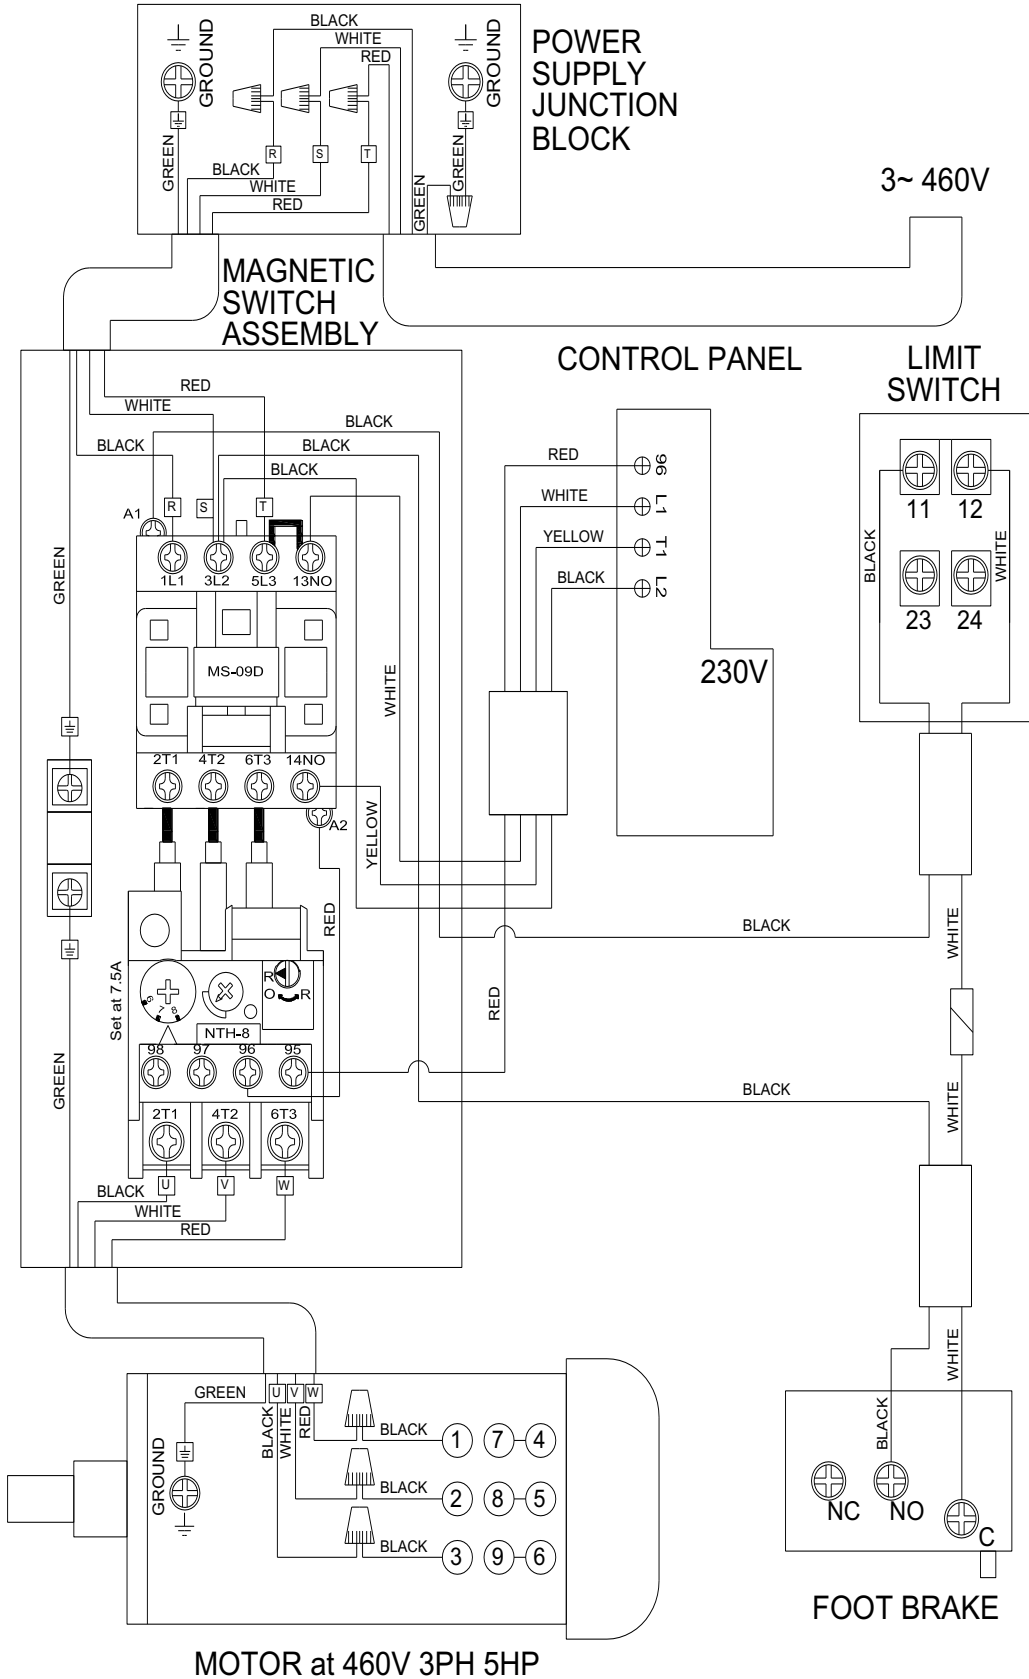 BLACK
WHITE
RED
GROUND
GROUND
POWER
SUPPLY
JUNCTION
BLOCK
R
S
T
GREEN
BLACK
WHITE
RED
GREEN
GREEN
3~ 460V
MAGNETIC
SWITCH
ASSEMBLY
CONTROL PANEL
LIMIT
SWITCH
RED
WHITE
BLACK
BLACK
BLACK
BLACK
R
S
T
A1
1L1
3L2
5L3
13NO
GREEN
MS-09D
WHITE
2T1
4T2
6T3
14NO
A2
YELLOW
RED
RED
96
WHITE
L1
YELLOW
T1
BLACK
L2
230V
11
12
23
24
BLACK
WHITE
BLACK
WHITE
RED
Set at 7.5A
6
7
8
R
O
R
NTH-8
98
97
96
95
GREEN
2T1
4T2
6T3
U
V
W
BLACK
WHITE
RED
BLACK
WHITE
GREEN
U
V
W
BLACK
WHITE
RED
GROUND
BLACK
1
7
4
BLACK
2
8
5
BLACK
3
9
6
MOTOR at 460V 3PH 5HP
BLACK
WHITE
NC
NO
C
FOOT BRAKE